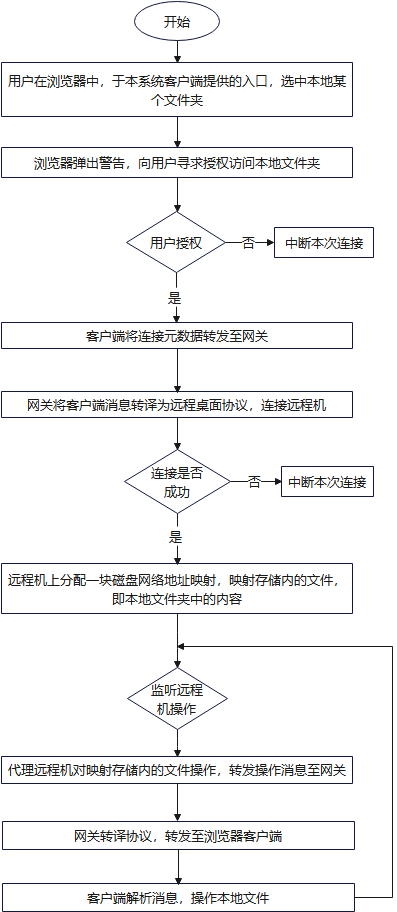 开始
用户在浏览器中，于本系统客户端提供的入口，选中本地某
个文件夹
浏览器弹出警告，向用户寻求授权访问本地文件夹
用户授权
否
中断本次连接
是
客户端将连接元数据转发至网关
网关将客户端消息转译为远程桌面协议，连接远程机
连接是否
成功
否
中断本次连接
是
远程机上分配一块磁盘网络地址映射，映射存储内的文件，
即本地文件夹中的内容
监听远程
机操作
代理远程机对映射存储内的文件操作，转发操作消息至网关
网关转译协议，转发至浏览器客户端
客户端解析消息，操作本地文件